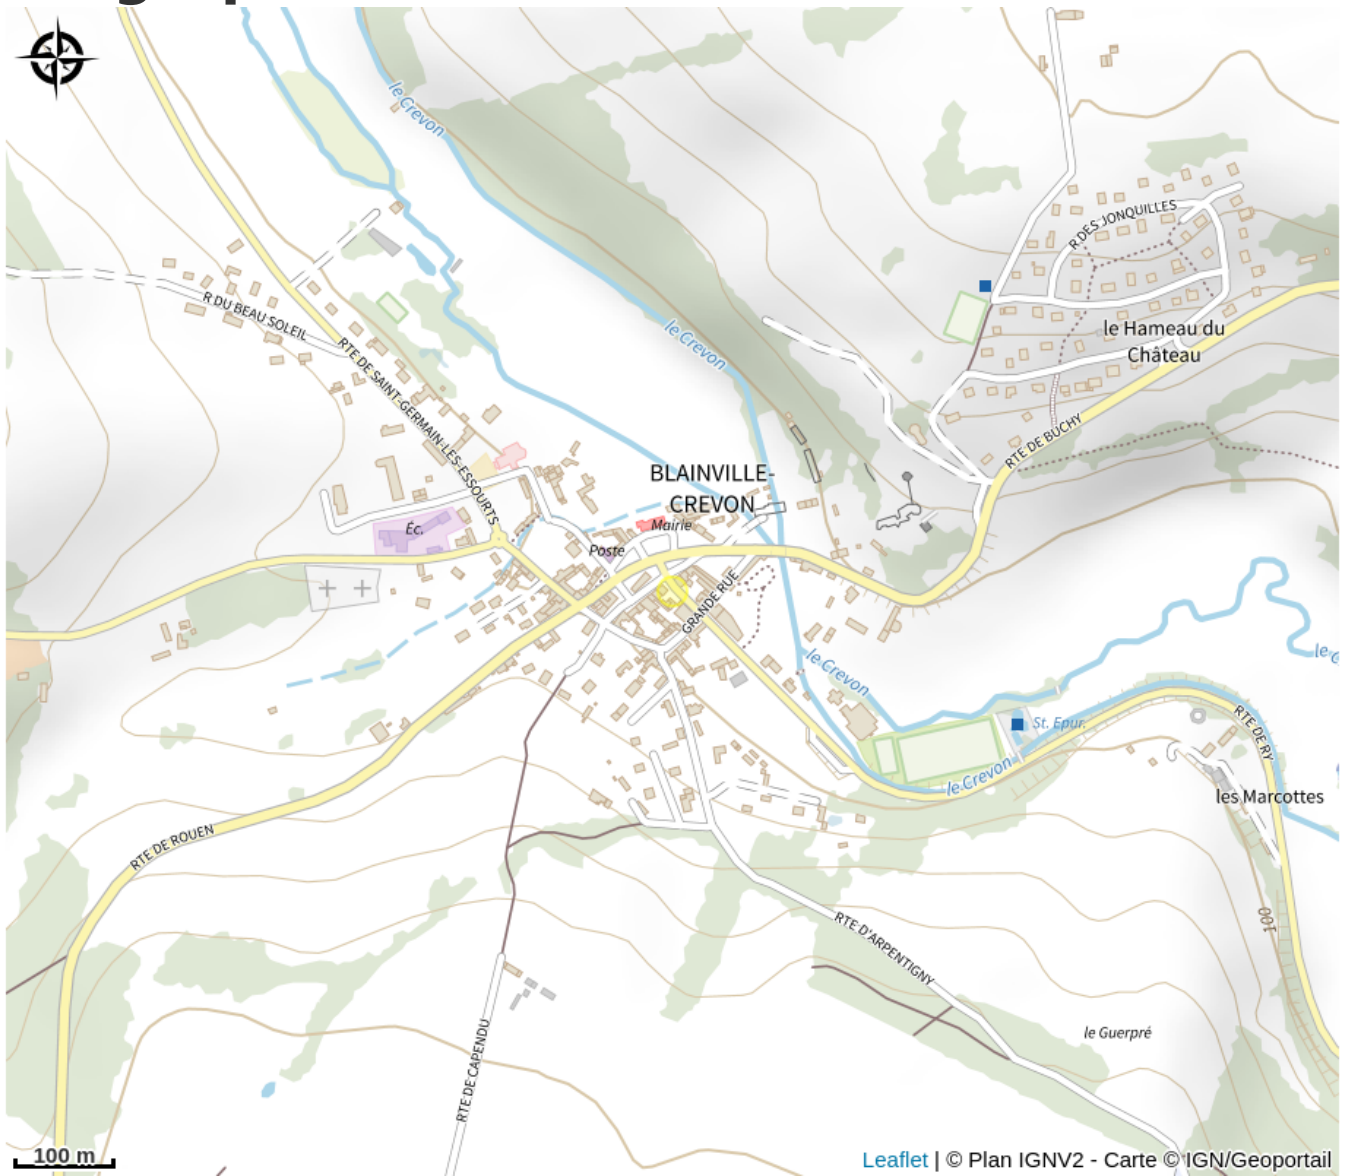 le Crevon
R DES JONQUILLES
R DU BEAU SOLEIL
le Crevon
le Hameau du
Château
RTE DE SAINT-GERMAIN-LES-ESSOURTS
RTE DE BUCHY
BLAINVILLE-
CREVON
Mairie
Éc.
Poste
GRANDE RUE
le Crevon
St. Epur.
RTE DE RY
le Crevon
les Marcottes
RTE DE ROUEN
100
RTE D'ARPENTIGNY
le Guerpré
RTE DE CAPENDU
100 m
Leaflet | © Plan IGNV2 - Carte © IGN/Geoportail